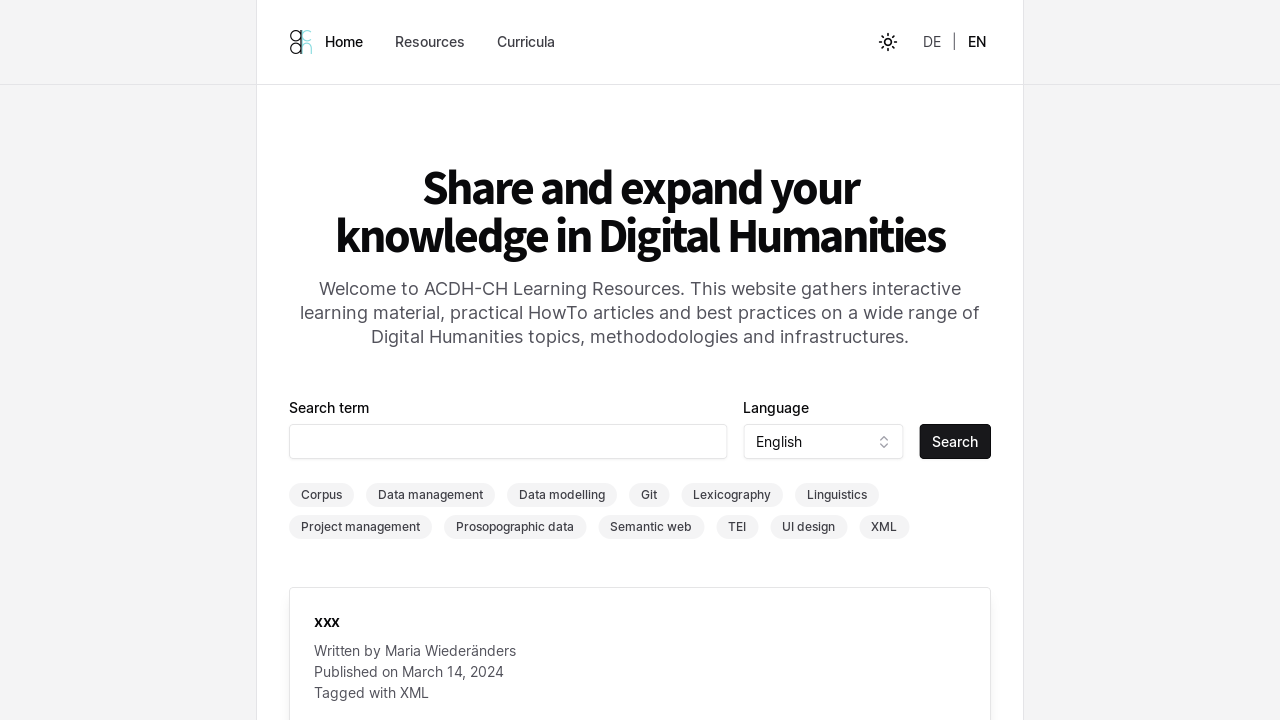 Home Resources Curricula DE | EN
Share and expand your
knowledge in Digital Humanities
Welcome to ACDH-CH Learning Resources. This website gathers interactive
learning material, practical HowTo articles and best practices on a wide range of
Digital Humanities topics, methododologies and infrastructures.
Search term Language
English Search
Corpus Data management Data modelling Git Lexicography Linguistics
Project management Prosopographic data Semantic web TEI UI design XML
xxx
Written by Maria Wiederänders
Published on March 14, 2024
Tagged with XML